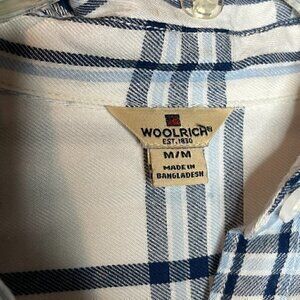 WOOLRICH
EST. 1830
M/M
MADE IN
BANGLADESH